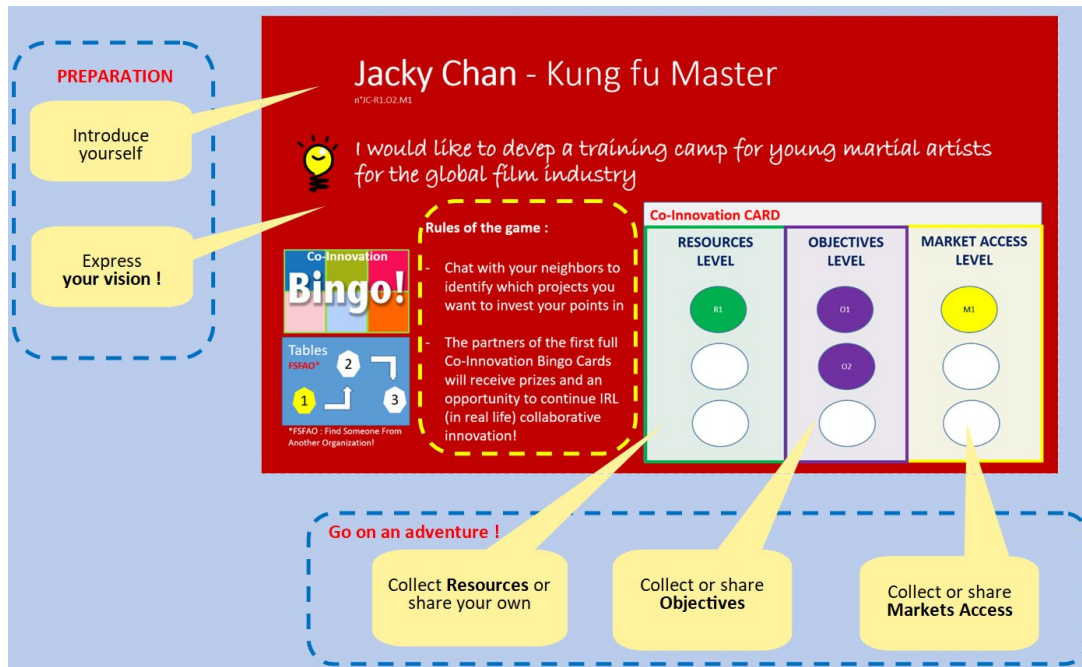 PREPARATION
Introduce
yourself
Express
your vision !
Jacky Chan - Kung fu Master
n°JC-R1.O2.M1
I would like to devep a training camp for young martial artists
for the global film industry
Co-Innovation
Bingo!
Tables
FSFAO*
1
2
3
*FSFAO : Find Someone From
Another Organization!
Rules of the game :
- Chat with your neighbors to
identify which projects you
want to invest your points in
- The partners of the first full
Co-Innovation Bingo Cards
will receive prizes and an
opportunity to continue IRL
(in real life) collaborative
innovation!
Co-Innovation CARD
RESOURCES
LEVEL
R1
OBJECTIVES
LEVEL
O1
O2
MARKET ACCESS
LEVEL
M1
Go on an adventure !
Collect Resources or
share your own
Collect or share
Objectives
Collect or share
Markets Access